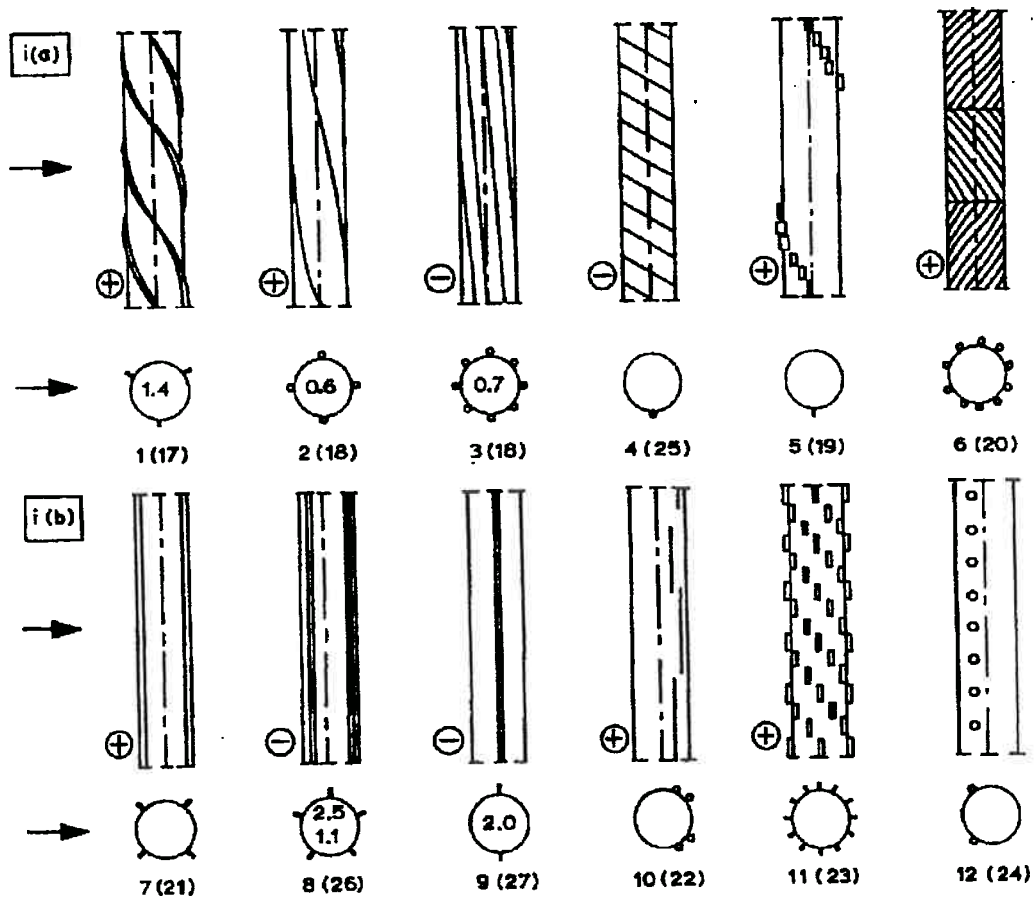 i(a)
+ + − − + +
1.4 0.6 0.7
1 (17) 2 (18) 3 (18) 4 (25) 5 (19) 6 (20)
i(b)
+ − − + +
2.5 2.0
1.1
7 (21) 8 (26) 9 (27) 10 (22) 11 (23) 12 (24)